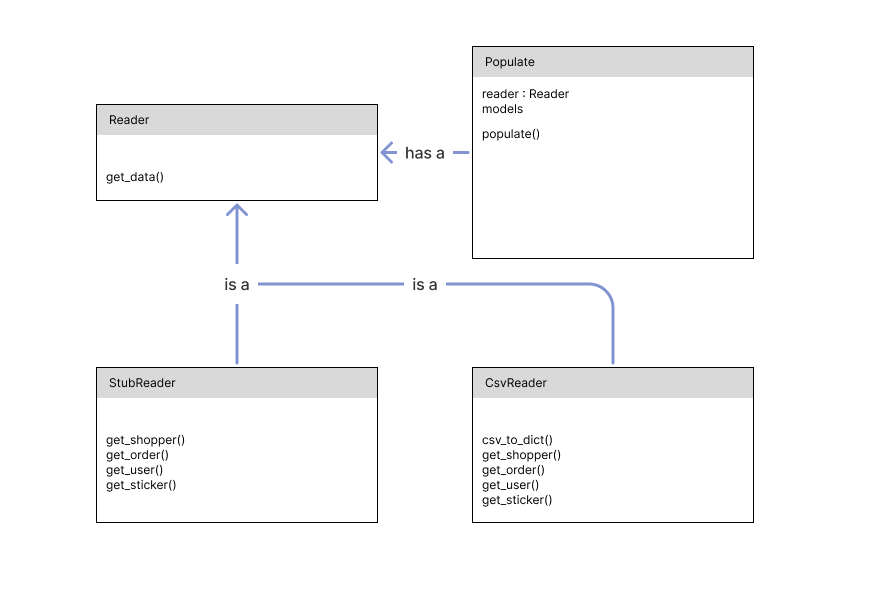 Populate
reader : Reader
models
populate()
Reader
get_data()
has a
is a
is a
StubReader
get_shopper()
get_order()
get_user()
get_sticker()
CsvReader
csv_to_dict()
get_shopper()
get_order()
get_user()
get_sticker()